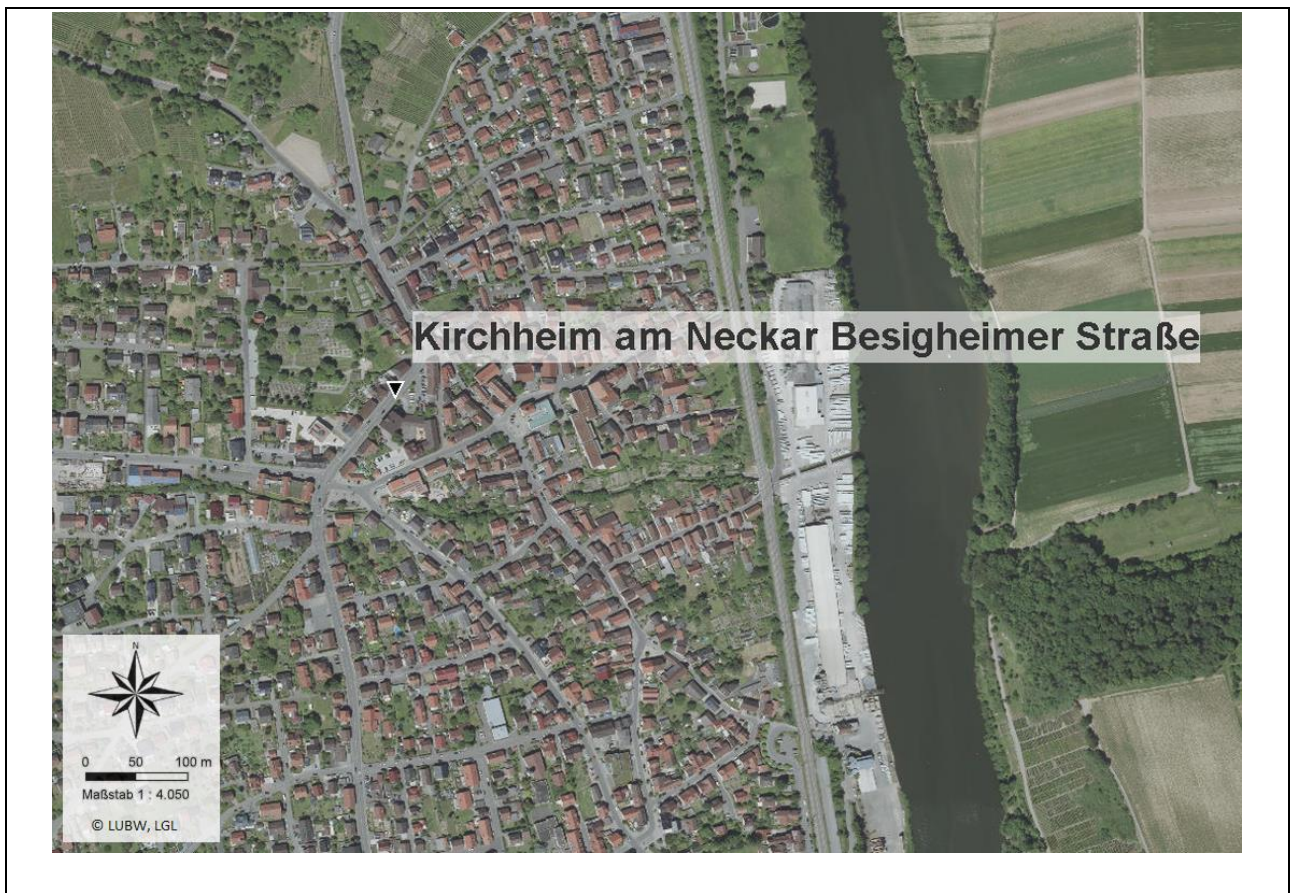 Kirchheim am Neckar Besigheimer Straße
N
0 50 100 m
Maßstab 1 : 4.050
© LUBW, LGL